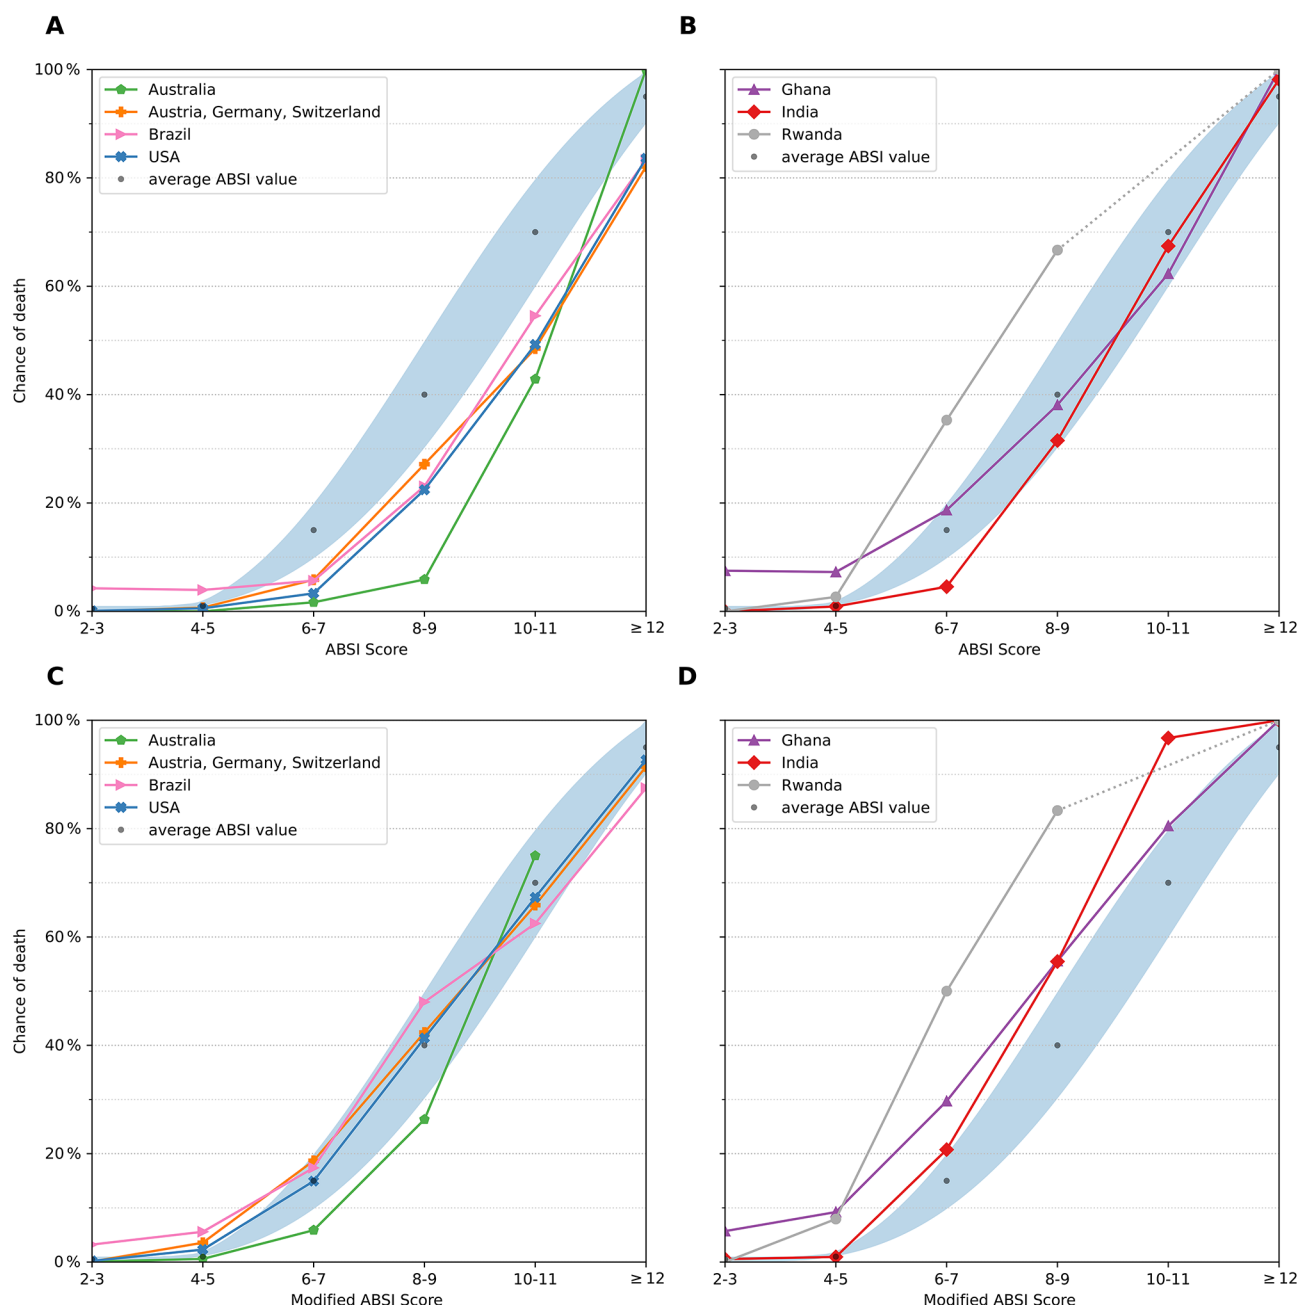 A
B
100 %
80 %
60 %
40 %
20 %
0 %
Chance of death
Australia
Austria, Germany, Switzerland
Brazil
USA
average ABSI value
2-3
4-5
6-7
8-9
10-11
≥ 12
ABSI Score
Ghana
India
Rwanda
average ABSI value
2-3
4-5
6-7
8-9
10-11
≥ 12
ABSI Score
C
D
100 %
80 %
60 %
40 %
20 %
0 %
Chance of death
Australia
Austria, Germany, Switzerland
Brazil
USA
average ABSI value
2-3
4-5
6-7
8-9
10-11
≥ 12
Modified ABSI Score
Ghana
India
Rwanda
average ABSI value
2-3
4-5
6-7
8-9
10-11
≥ 12
Modified ABSI Score